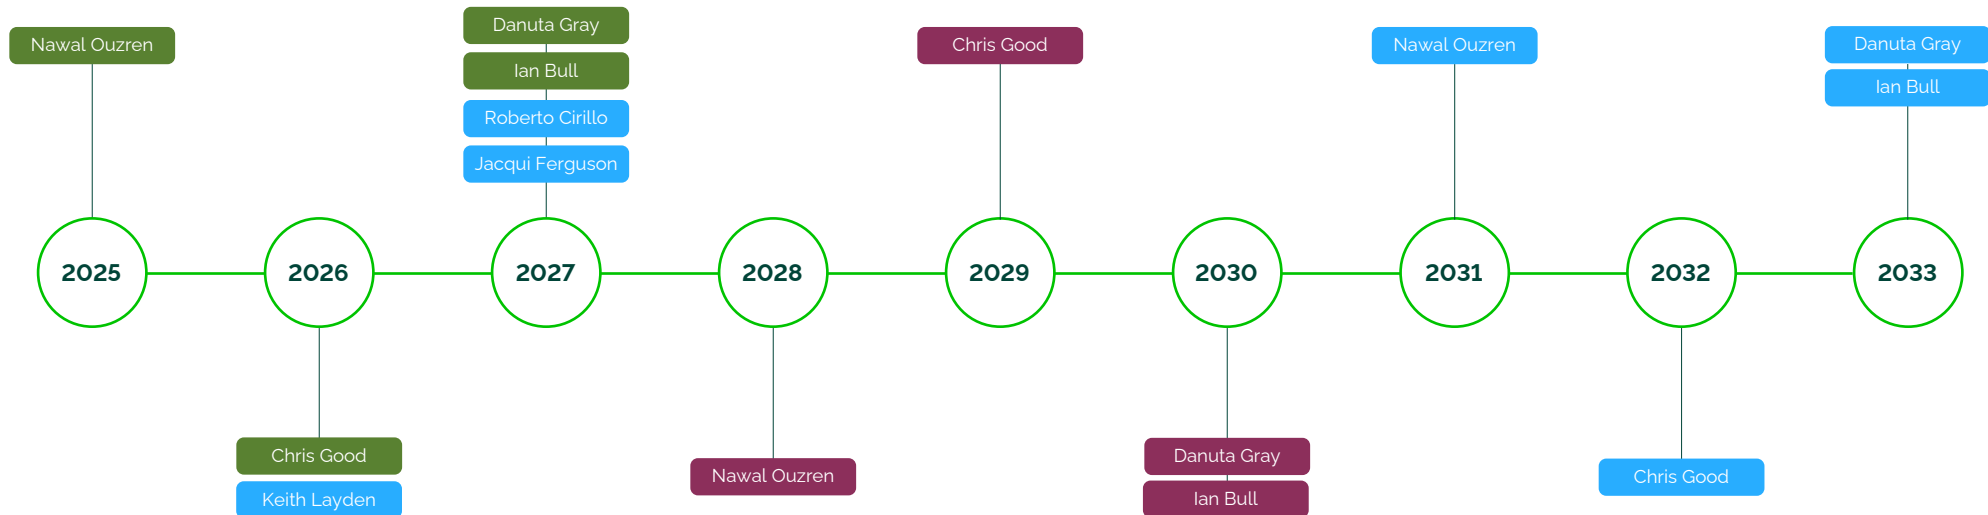 Nawal Ouzren
Danuta Gray
Ian Bull
Roberto Cirillo
Jacqui Ferguson
Chris Good
Nawal Ouzren
Danuta Gray
Ian Bull
2025
2026
2027
2028
2029
2030
2031
2032
2033
Chris Good
Keith Layden
Nawal Ouzren
Danuta Gray
Ian Bull
Chris Good